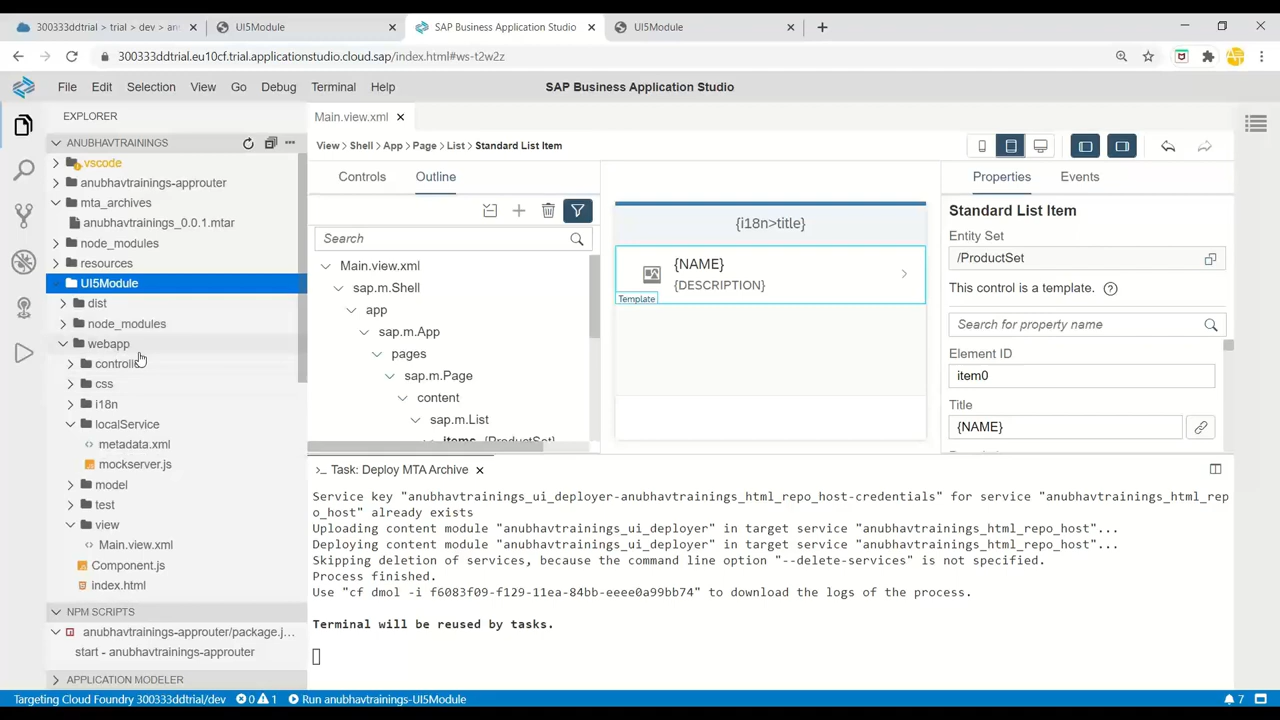 300333ddtrial > trial > dev > an
UI5Module
SAP Business Application Studio
UI5Module
300333ddtrial.eu10cf.trial.applicationstudio.cloud.sap/index.html#ws-t2w2z
File Edit Selection View Go Debug Terminal Help
SAP Business Application Studio
EXPLORER
ANUBHAVTRAININGS
.vscode
anubhavtrainings-approuter
mta_archives
anubhavtrainings_0.0.1.mtar
node_modules
resources
UI5Module
dist
node_modules
webapp
controlle
css
i18n
localService
metadata.xml
mockserver.js
model
test
view
Main.view.xml
Component.js
index.html
NPM SCRIPTS
anubhavtrainings-approuter/package.j...
start - anubhavtrainings-approuter
APPLICATION MODELER
Main.view.xml
View > Shell > App > Page > List > Standard List Item
Controls Outline
Search
Main.view.xml
sap.m.Shell
app
sap.m.App
pages
sap.m.Page
content
sap.m.List
items {ProductSet}
{i18n>title}
{NAME}
{DESCRIPTION}
Template
Properties Events
Standard List Item
Entity Set
/ProductSet
This control is a template.
Search for property name
Element ID
item0
Title
{NAME}
>_ Task: Deploy MTA Archive
Service key "anubhavtrainings_ui_deployer-anubhavtrainings_html_repo_host-credentials" for service "anubhavtrainings_html_rep
o_host" already exists
Uploading content module "anubhavtrainings_ui_deployer" in target service "anubhavtrainings_html_repo_host"...
Deploying content module "anubhavtrainings_ui_deployer" in target service "anubhavtrainings_html_repo_host"...
Skipping deletion of services, because the command line option "--delete-services" is not specified.
Process finished.
Use "cf dmol -i f6083f09-f129-11ea-84bb-eeee0a99bb74" to download the logs of the process.
Terminal will be reused by tasks.
Targeting Cloud Foundry 300333ddtrial/dev 0 1 Run anubhavtrainings-UI5Module 7